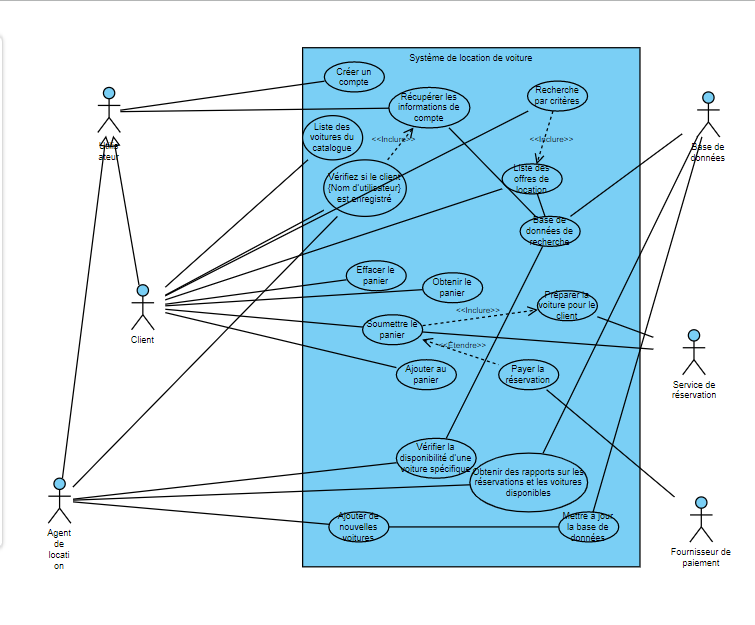 Système de location de voiture
Créer un
compte
Récupérer les
informations de
compte
Recherche
par critères
Liste des
voitures du
catalogue
<<Inclure>>
<<Inclure>>
ateur
Base de
données
Vérifiez si le client
{Nom d'utilisateur}
est enregistré
Liste des
offres de
location
Base de
données de
recherche
Effacer le
panier
Obtenir le
panier
Préparer la
voiture pour le
client
<<Inclure>>
Client
Soumettre le
panier
<<Étendre>>
Ajouter au
panier
Payer la
réservation
Service de
réservation
Vérifier la
disponibilité d'une
voiture spécifique
Obtenir des rapports sur les
réservations et les voitures
disponibles
Agent
de
locati
on
Ajouter de
nouvelles
voitures
Mettre à jour
la base de
données
Fournisseur de
paiement